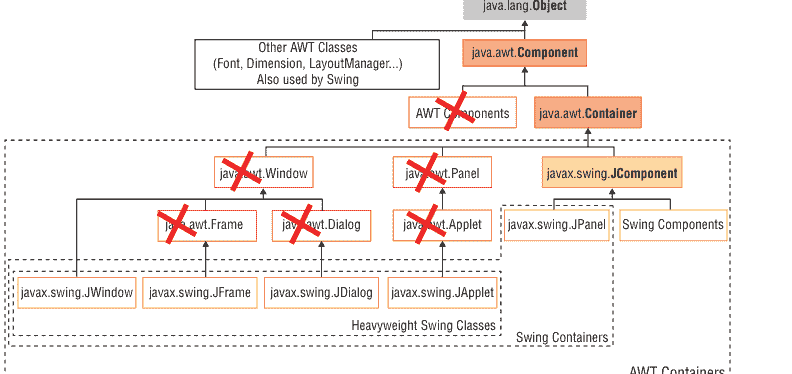 java.lang.Object
Other AWT Classes
(Font, Dimension, LayoutManager...)
Also used by Swing
java.awt.Component
AWT Components
java.awt.Container
java.awt.Window
java.awt.Panel
javax.swing.JComponent
java.awt.Frame
java.awt.Dialog
java.awt.Applet
javax.swing.JPanel
Swing Components
javax.swing.JWindow
javax.swing.JFrame
javax.swing.JDialog
javax.swing.JApplet
Heavyweight Swing Classes
Swing Containers
AWT Containers